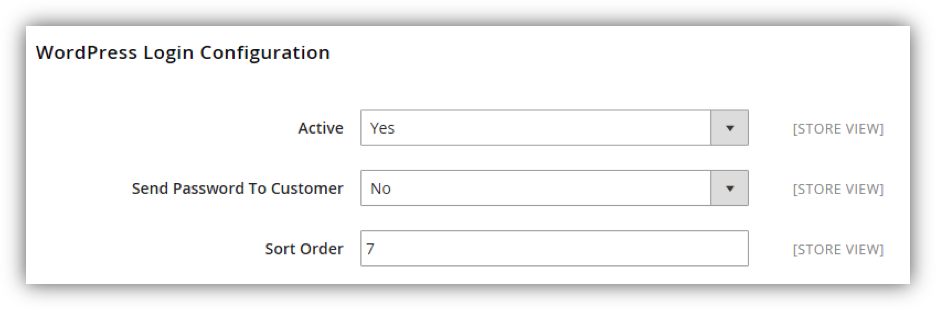 WordPress Login Configuration
Active Yes [STORE VIEW]
Send Password To Customer No [STORE VIEW]
Sort Order 7 [STORE VIEW]